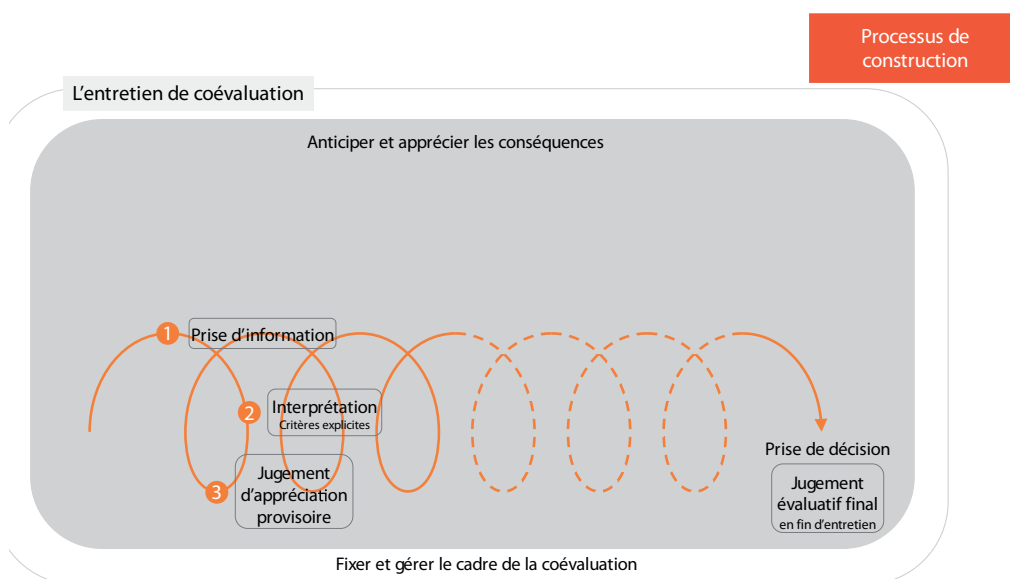 Processus de
construction
L'entretien de coévaluation
Anticiper et apprécier les conséquences
1 Prise d'information
2 Interprétation
Critères explicites
3 Jugement
d'appréciation
provisoire
Prise de décision
Jugement
évaluatif final
en fin d'entretien
Fixer et gérer le cadre de la coévaluation